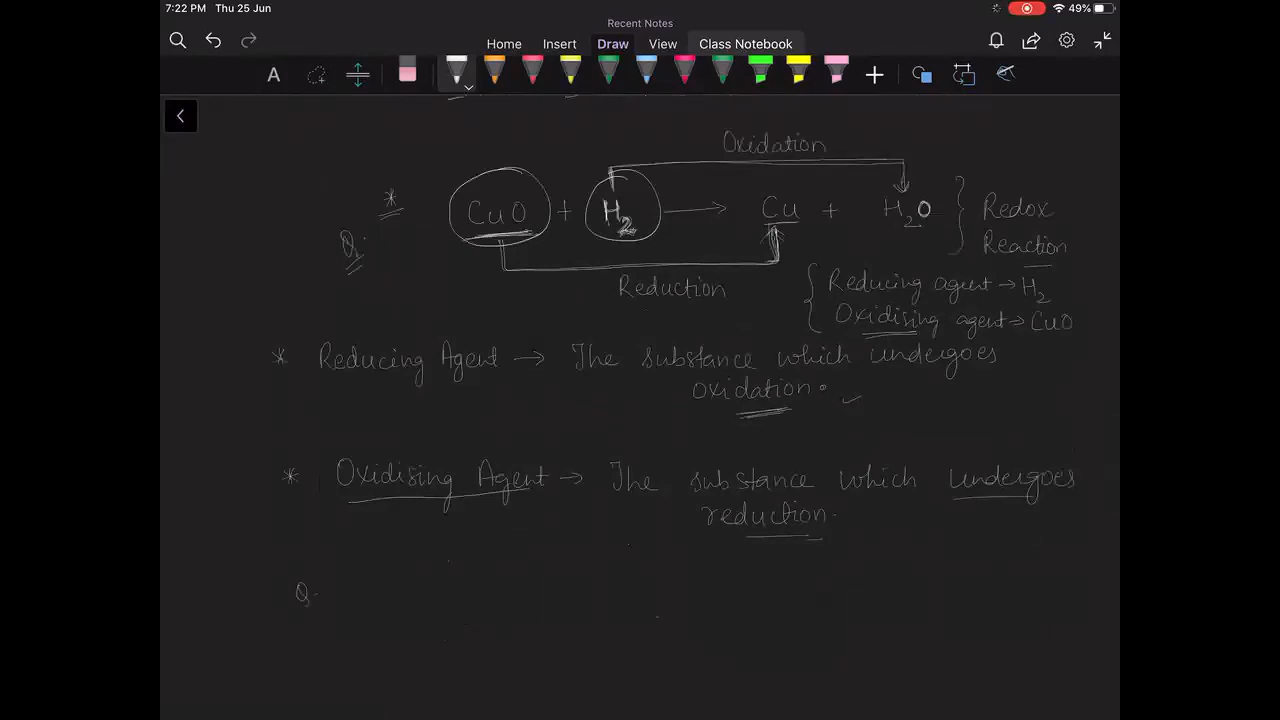 7:22 PM Thu 25 Jun
49%
Recent Notes
Home Insert Draw View Class Notebook
A
Oxidation
* CuO + H₂ → Cu + H₂O } Redox
Q: Reaction
Reduction
{ Reducing agent → H₂
Oxidising agent → CuO
* Reducing Agent → The substance which undergoes
oxidation.
* Oxidising Agent → The substance which undergoes
reduction.
Q.